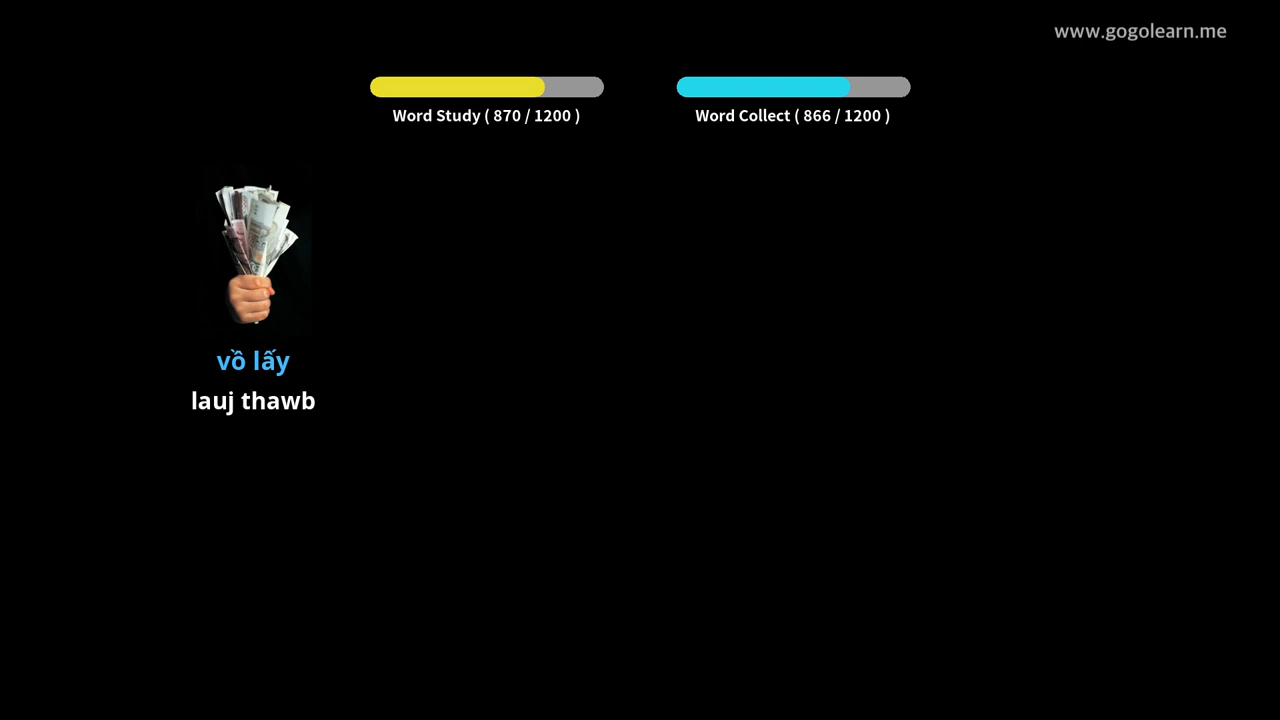 www.gogolearn.me
Word Study ( 870 / 1200 )
Word Collect ( 866 / 1200 )
vồ lấy
lauj thawb